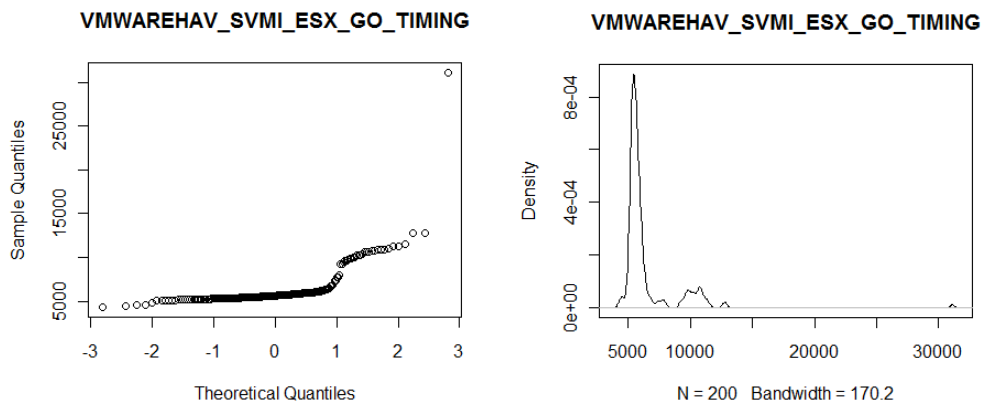 VMWAREHAV_SVMI_ESX_GO_TIMING
Sample Quantiles
5000 15000 25000
-3 -2 -1 0 1 2 3
Theoretical Quantiles
VMWAREHAV_SVMI_ESX_GO_TIMING
Density
0e+00 4e-04 8e-04
5000 10000 20000 30000
N = 200 Bandwidth = 170.2